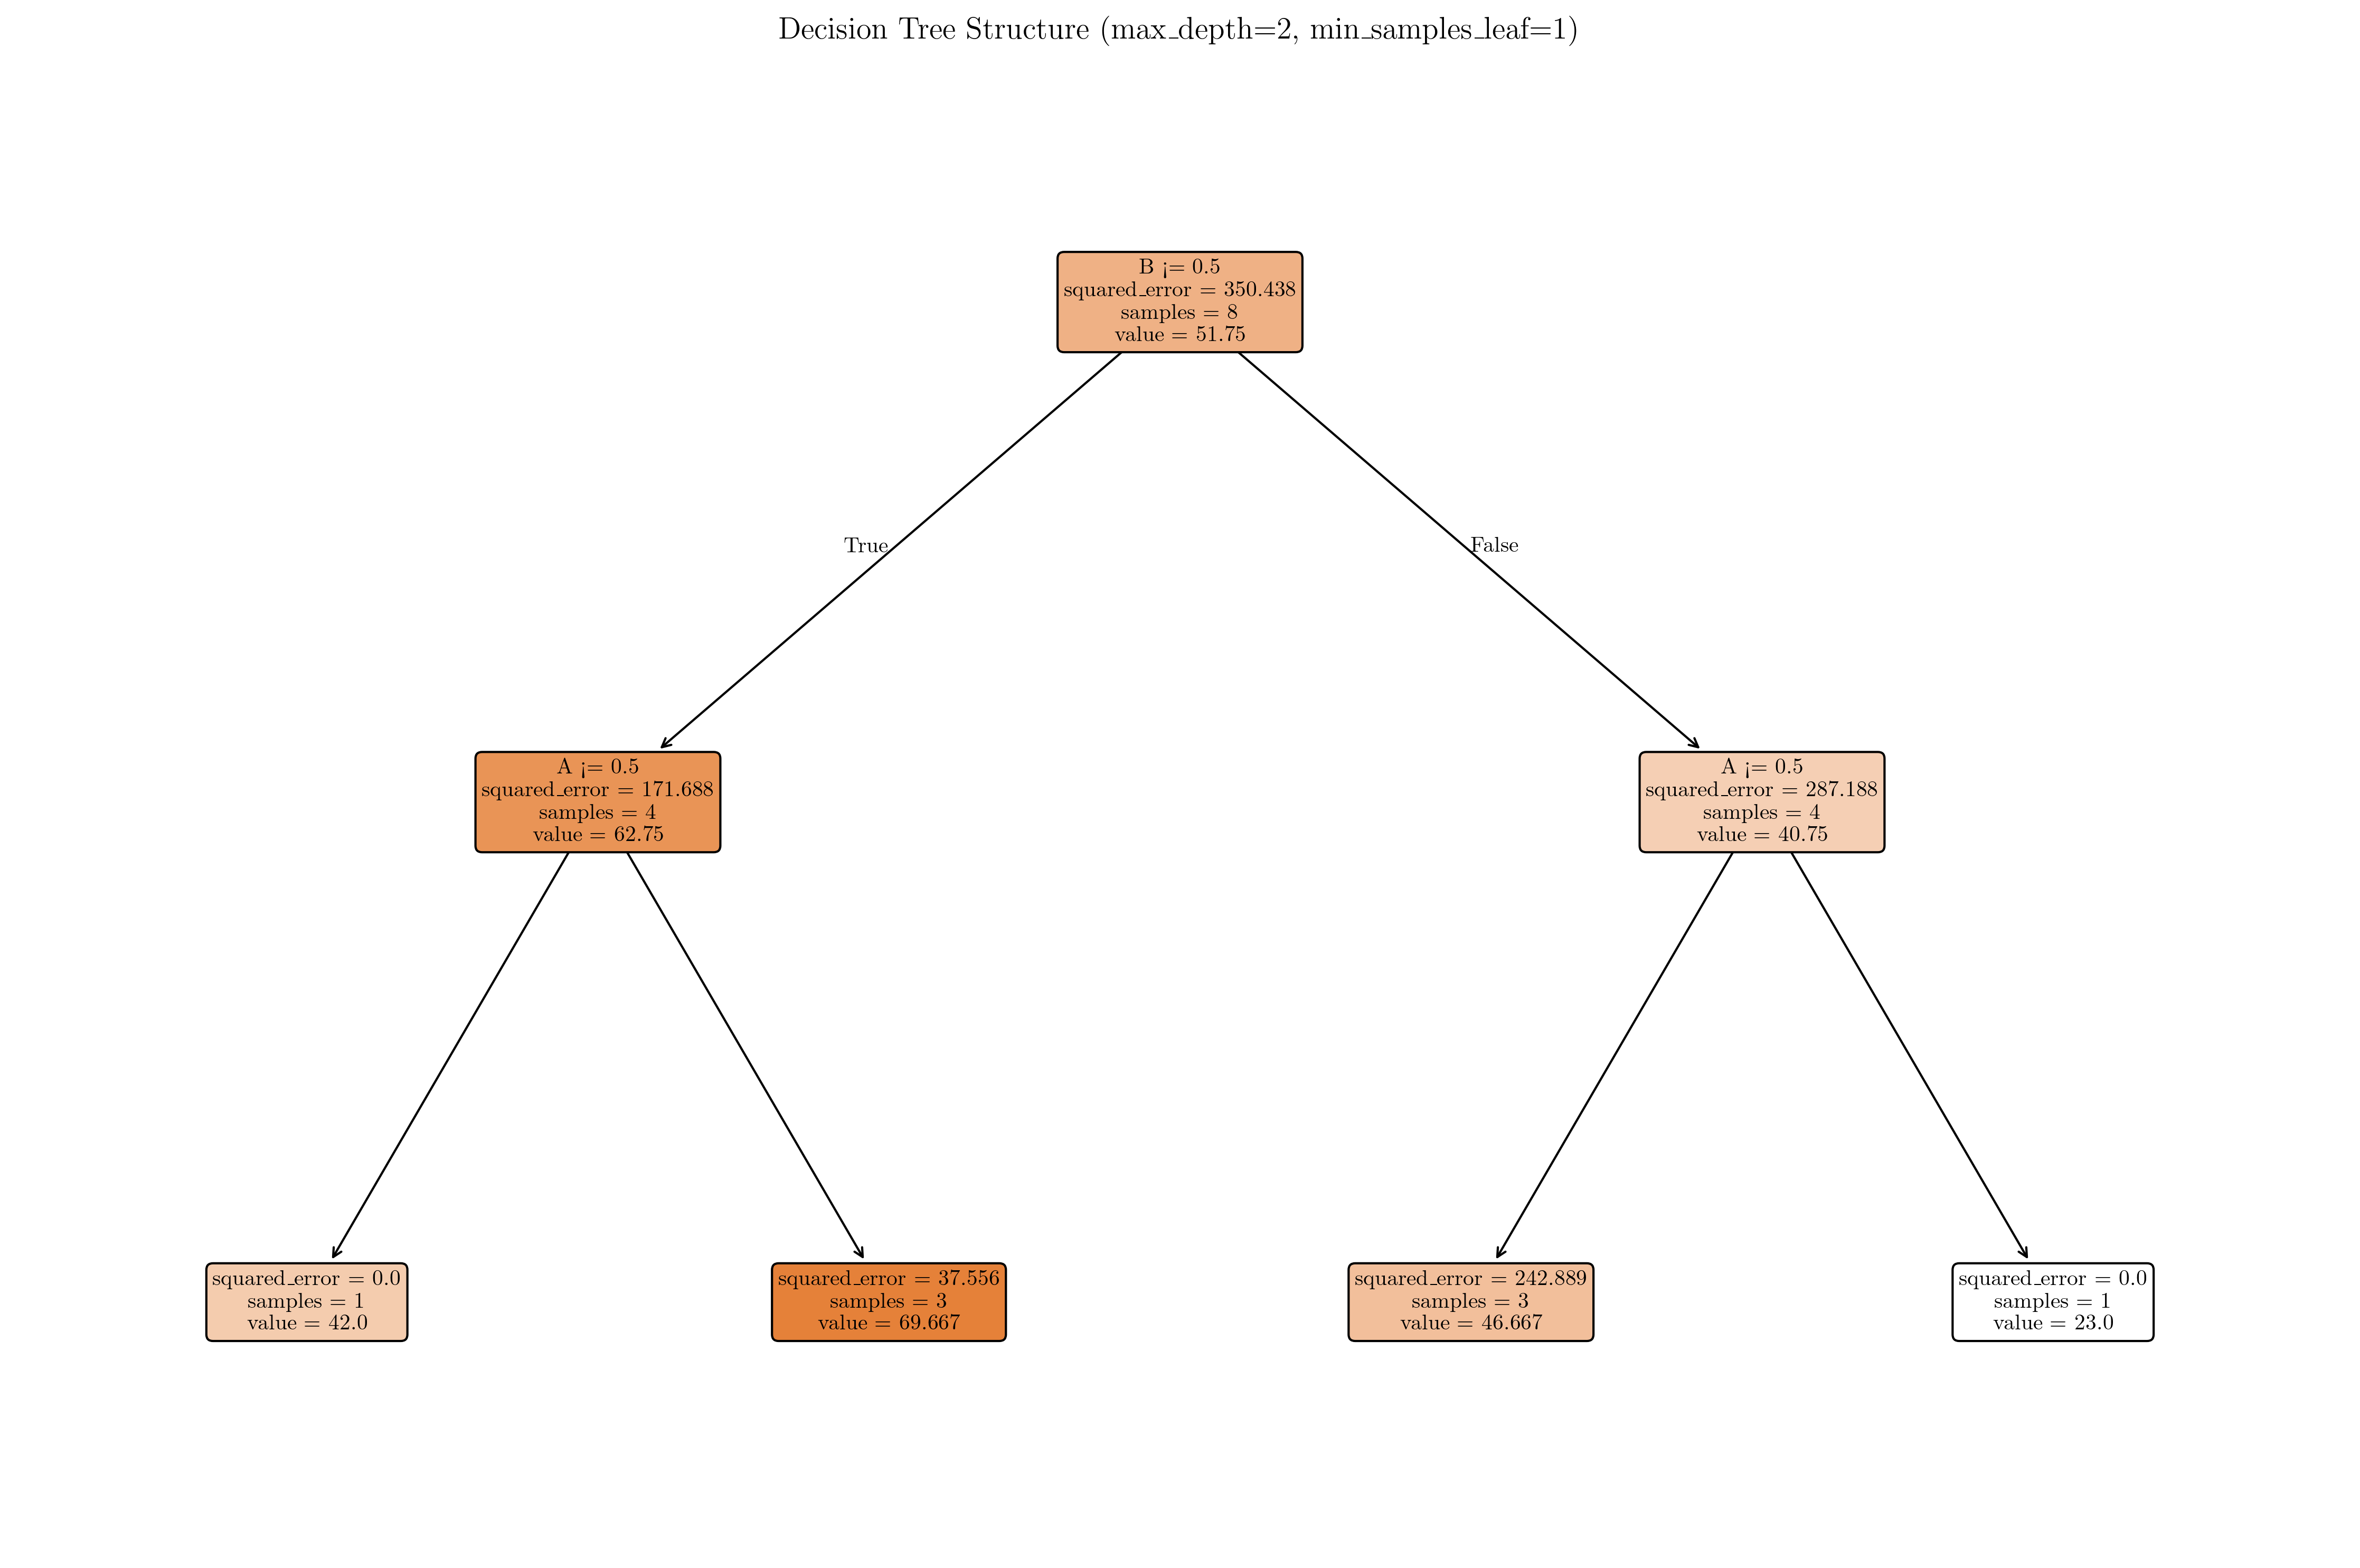 Decision Tree Structure (max_depth=2, min_samples_leaf=1)
B ¡= 0.5
squared_error = 350.438
samples = 8
value = 51.75
True
False
A ¡= 0.5
squared_error = 171.688
samples = 4
value = 62.75
A ¡= 0.5
squared_error = 287.188
samples = 4
value = 40.75
squared_error = 0.0
samples = 1
value = 42.0
squared_error = 37.556
samples = 3
value = 69.667
squared_error = 242.889
samples = 3
value = 46.667
squared_error = 0.0
samples = 1
value = 23.0